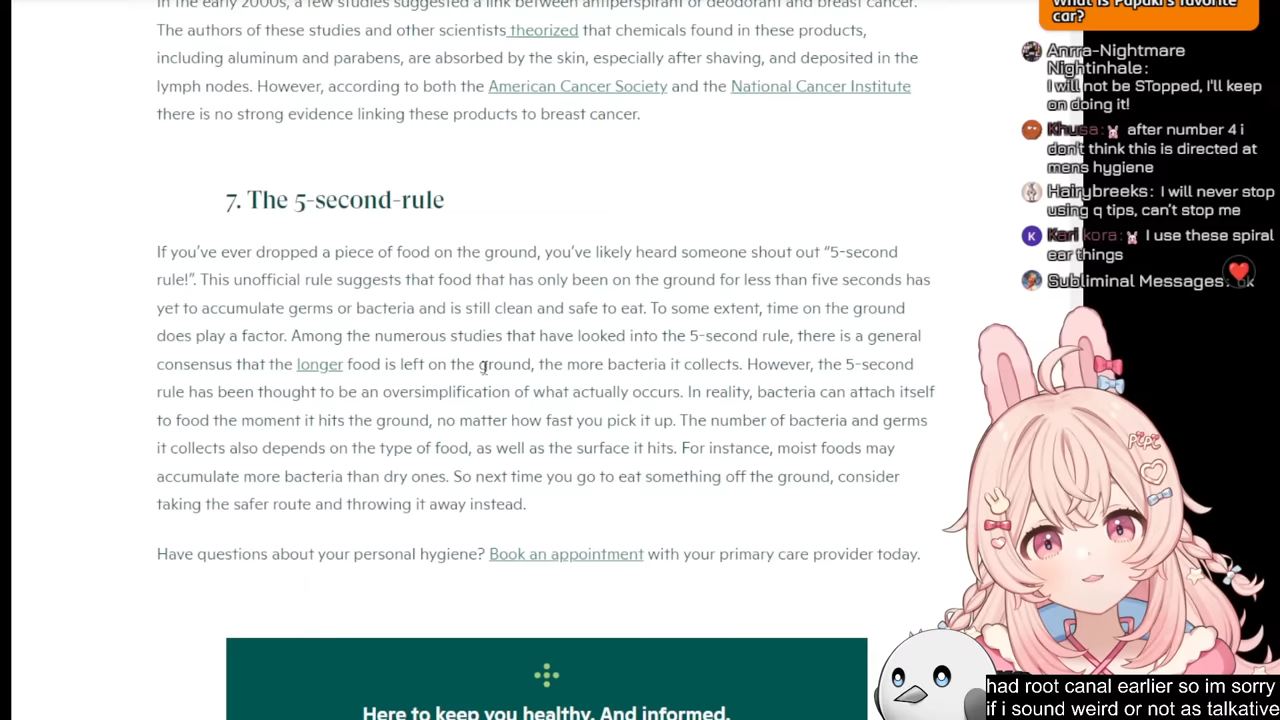 In the early 2000s, a few studies suggested a link between antiperspirant or deodorant and breast cancer.
The authors of these studies and other scientists theorized that chemicals found in these products,
including aluminum and parabens, are absorbed by the skin, especially after shaving, and deposited in the
lymph nodes. However, according to both the American Cancer Society and the National Cancer Institute
there is no strong evidence linking these products to breast cancer.
7. The 5-second-rule
If you've ever dropped a piece of food on the ground, you've likely heard someone shout out “5-second
rule!”. This unofficial rule suggests that food that has only been on the ground for less than five seconds has
yet to accumulate germs or bacteria and is still clean and safe to eat. To some extent, time on the ground
does play a factor. Among the numerous studies that have looked into the 5-second rule, there is a general
consensus that the longer food is left on the ground, the more bacteria it collects. However, the 5-second
rule has been thought to be an oversimplification of what actually occurs. In reality, bacteria can attach itself
to food the moment it hits the ground, no matter how fast you pick it up. The number of bacteria and germs
it collects also depends on the type of food, as well as the surface it hits. For instance, moist foods may
accumulate more bacteria than dry ones. So next time you go to eat something off the ground, consider
taking the safer route and throwing it away instead.
Have questions about your personal hygiene? Book an appointment with your primary care provider today.
Here to keep you healthy. And informed.
What is Papuki's favorite
car?
Anrra-Nightmare
Nightinhale:
I will not be STopped, I'll keep
on doing it!
Khusa: after number 4 i
don't think this is directed at
mens hygiene
Hairybreeks: I will never stop
using q tips, can't stop me
K
Kari kora: I use these spiral
ear things
Subliminal Messages: ok
PiPi
had root canal earlier so im sorry
if i sound weird or not as talkative